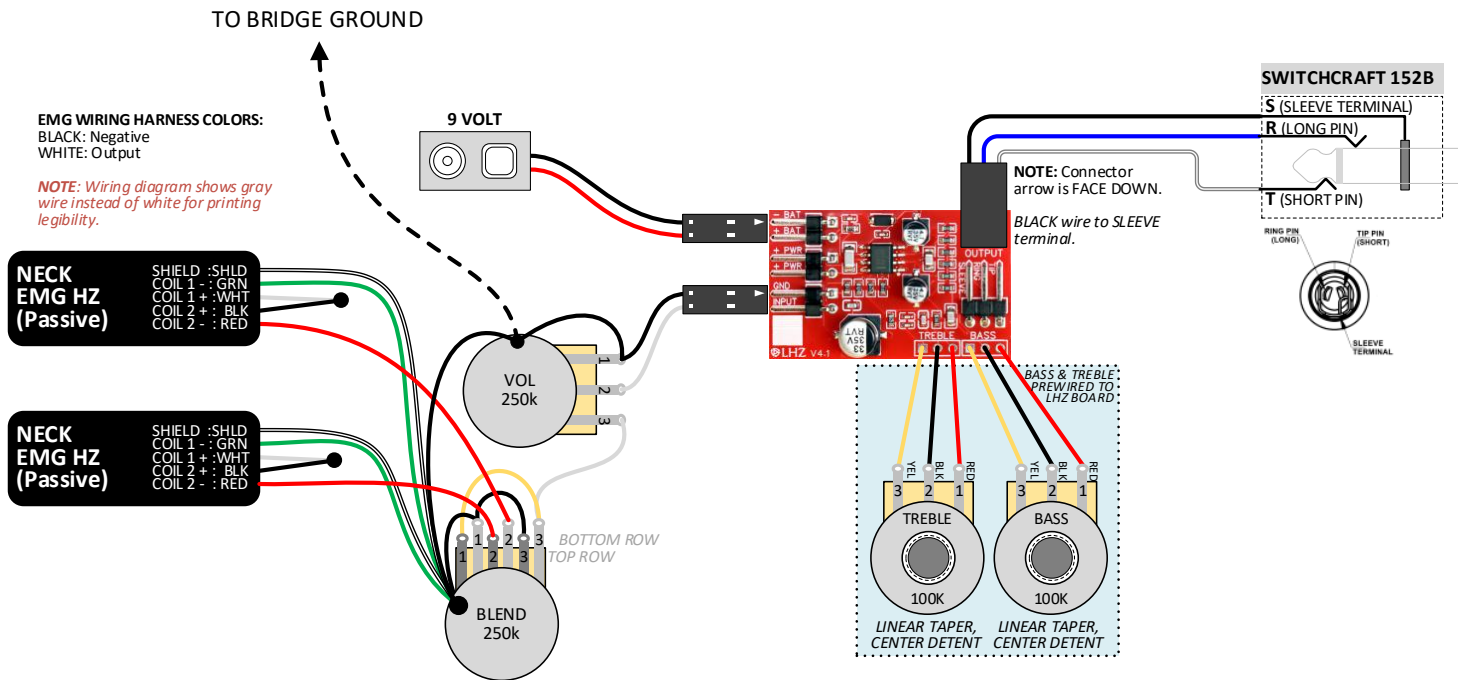 TO BRIDGE GROUND
EMG WIRING HARNESS COLORS:
BLACK: Negative
WHITE: Output
NOTE: Wiring diagram shows gray
wire instead of white for printing
legibility.
9 VOLT
SWITCHCRAFT 152B
S (SLEEVE TERMINAL)
R (LONG PIN)
T (SHORT PIN)
NOTE: Connector
arrow is FACE DOWN.
BLACK wire to SLEEVE
terminal.
RING PIN
(LONG)
TIP PIN
(SHORT)
SLEEVE
TERMINAL
NECK
EMG HZ
(Passive)
SHIELD :SHLD
COIL 1 - : GRN
COIL 1 + :WHT
COIL 2 + : BLK
COIL 2 - : RED
NECK
EMG HZ
(Passive)
SHIELD :SHLD
COIL 1 - : GRN
COIL 1 + :WHT
COIL 2 + : BLK
COIL 2 - : RED
- BAT
+ BAT
+ PWR
+ PWR
GND
INPUT
OUTPUT
SLEEVE
RING
TIP
33
35V
RVT
LHZ V4.1
TREBLE
BASS
VOL
250k
1
2
3
1 2 3
BOTTOM ROW
1 2 3
TOP ROW
BLEND
250k
BASS & TREBLE
PREWIRED TO
LHZ BOARD
YEL BLK RED
3 2 1
TREBLE
100K
LINEAR TAPER,
CENTER DETENT
YEL BLK RED
3 2 1
BASS
100K
LINEAR TAPER,
CENTER DETENT